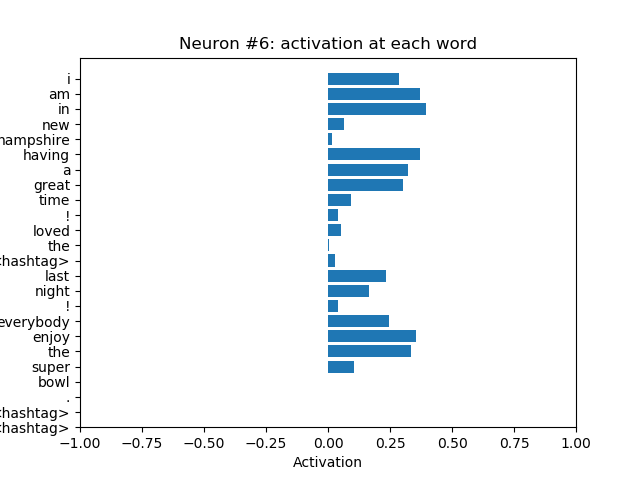 Neuron #6: activation at each word
i
am
in
new
hampshire
having
a
great
time
!
loved
the
hashtag>
last
night
!
everybody
enjoy
the
super
bowl
.
hashtag>
hashtag>
−1.00 −0.75 −0.50 −0.25 0.00 0.25 0.50 0.75 1.00
Activation